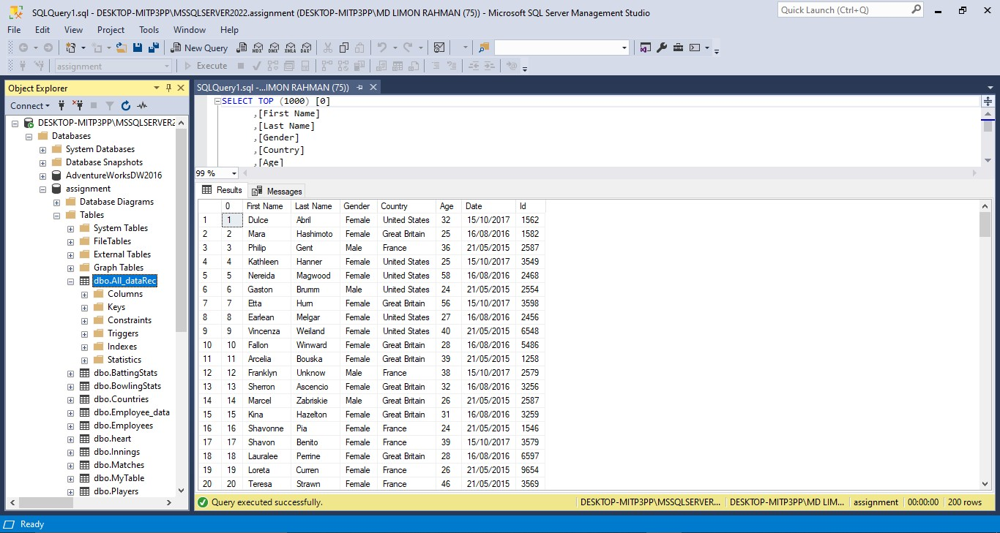 SQLQuery1.sql - DESKTOP-MITP3PP\MSSQLSERVER2022.assignment (DESKTOP-MITP3PP\MD LIMON RAHMAN (75)) - Microsoft SQL Server Management Studio
Quick Launch (Ctrl+Q)
File Edit View Project Tools Window Help
New Query MDX DMX XMLA DAX
assignment Execute
Object Explorer
Connect
DESKTOP-MITP3PP\MSSQLSERVER2
Databases
System Databases
Database Snapshots
AdventureWorksDW2016
assignment
Database Diagrams
Tables
System Tables
FileTables
External Tables
Graph Tables
dbo.All_dataRec
Columns
Keys
Constraints
Triggers
Indexes
Statistics
dbo.BattingStats
dbo.BowlingStats
dbo.Countries
dbo.Employee_data
dbo.Employees
dbo.heart
dbo.Innings
dbo.Matches
dbo.MyTable
dbo.Players
SQLQuery1.sql -...IMON RAHMAN (75))
SELECT TOP (1000) [0]
,[First Name]
,[Last Name]
,[Gender]
,[Country]
,[Age]
99 %
Results Messages
0 First Name Last Name Gender Country Age Date Id
1 1 Dulce Abril Female United States 32 15/10/2017 1562
2 2 Mara Hashimoto Female Great Britain 25 16/08/2016 1582
3 3 Philip Gent Male France 36 21/05/2015 2587
4 4 Kathleen Hanner Female United States 25 15/10/2017 3549
5 5 Nereida Magwood Female United States 58 16/08/2016 2468
6 6 Gaston Brumm Male United States 24 21/05/2015 2554
7 7 Etta Hurn Female Great Britain 56 15/10/2017 3598
8 8 Earlean Melgar Female United States 27 16/08/2016 2456
9 9 Vincenza Weiland Female United States 40 21/05/2015 6548
10 10 Fallon Winward Female Great Britain 28 16/08/2016 5486
11 11 Arcelia Bouska Female Great Britain 39 21/05/2015 1258
12 12 Franklyn Unknow Male France 38 15/10/2017 2579
13 13 Sherron Ascencio Female Great Britain 32 16/08/2016 3256
14 14 Marcel Zabriskie Male Great Britain 26 21/05/2015 2587
15 15 Kina Hazelton Female Great Britain 31 16/08/2016 3259
16 16 Shavonne Pia Female France 24 21/05/2015 1546
17 17 Shavon Benito Female France 39 15/10/2017 3579
18 18 Lauralee Perrine Female Great Britain 28 16/08/2016 6597
19 19 Loreta Curren Female France 26 21/05/2015 9654
20 20 Teresa Strawn Female France 46 21/05/2015 3569
Query executed successfully. DESKTOP-MITP3PP\MSSQLSERVER... DESKTOP-MITP3PP\MD LIM... assignment 00:00:00 200 rows
Ready